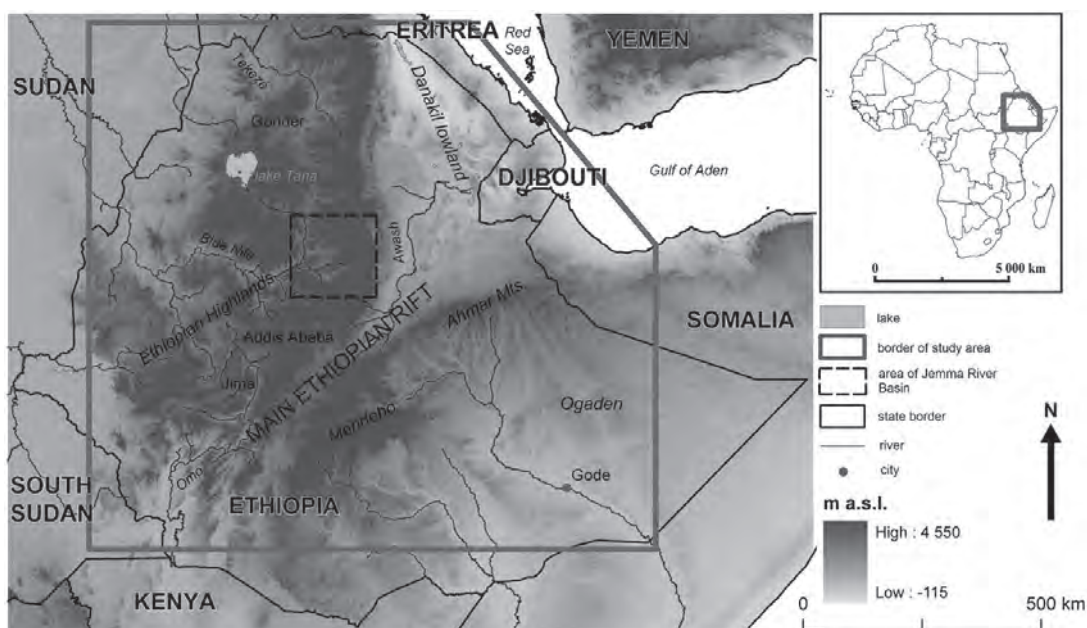 ERITREA
Red
Sea
YEMEN
SUDAN
Tekeze
Gonder
Danakil lowland
lake Tana
DJIBOUTI
Gulf of Aden
Blue Nile
Awash
Ethiopian Highlands
Addis Ababa
Ahmar Mts.
SOMALIA
Jima
MAIN ETHIOPIAN RIFT
Mendebo
Ogaden
Omo
Gode
SOUTH
SUDAN
ETHIOPIA
KENYA
0 5 000 km
lake
border of study area
area of Jemma River
Basin
state border
river
city
N
m a.s.l.
High : 4 550
Low : -115
0 500 km